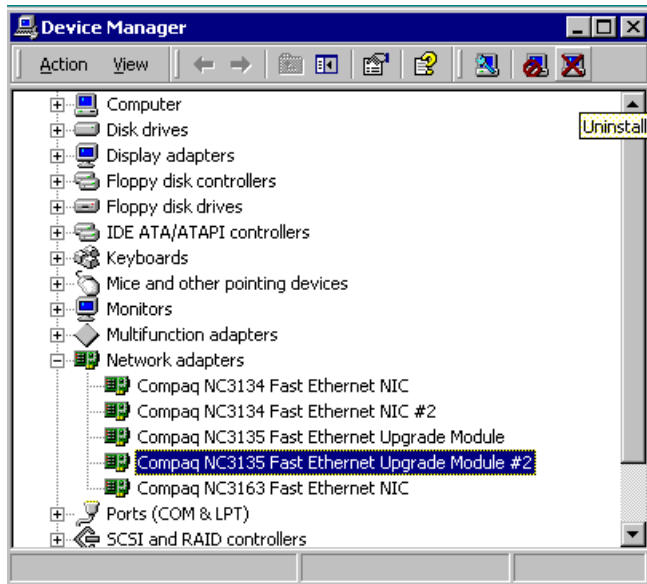 Device Manager
Action View
Computer
Uninstall
Disk drives
Display adapters
Floppy disk controllers
Floppy disk drives
IDE ATA/ATAPI controllers
Keyboards
Mice and other pointing devices
Monitors
Multifunction adapters
Network adapters
Compaq NC3134 Fast Ethernet NIC
Compaq NC3134 Fast Ethernet NIC #2
Compaq NC3135 Fast Ethernet Upgrade Module
Compaq NC3135 Fast Ethernet Upgrade Module #2
Compaq NC3163 Fast Ethernet NIC
Ports (COM & LPT)
SCSI and RAID controllers